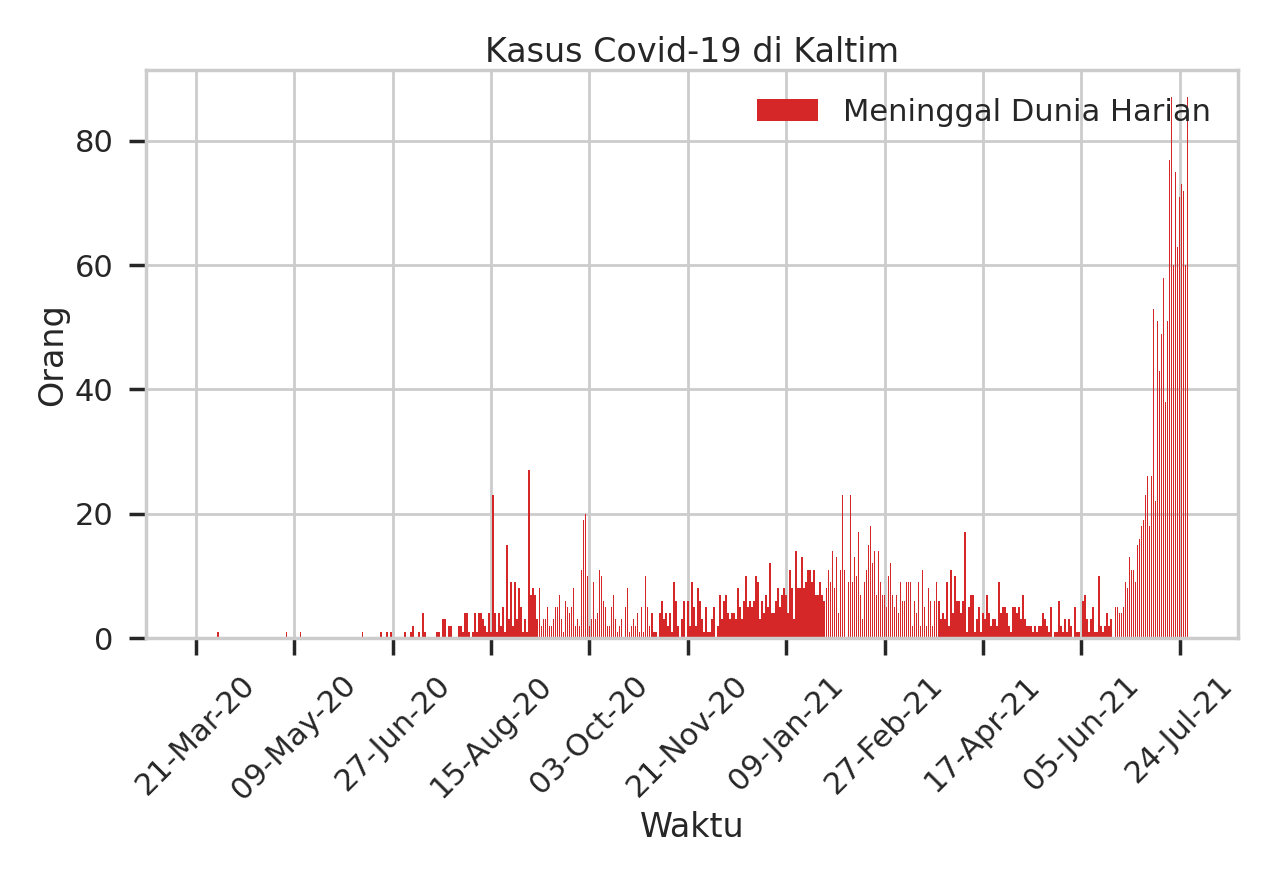 Kasus Covid-19 di Kaltim
Meninggal Dunia Harian
80
60
40
20
0
Orang
21-Mar-20
09-May-20
27-Jun-20
15-Aug-20
03-Oct-20
21-Nov-20
09-Jan-21
27-Feb-21
17-Apr-21
05-Jun-21
24-Jul-21
Waktu